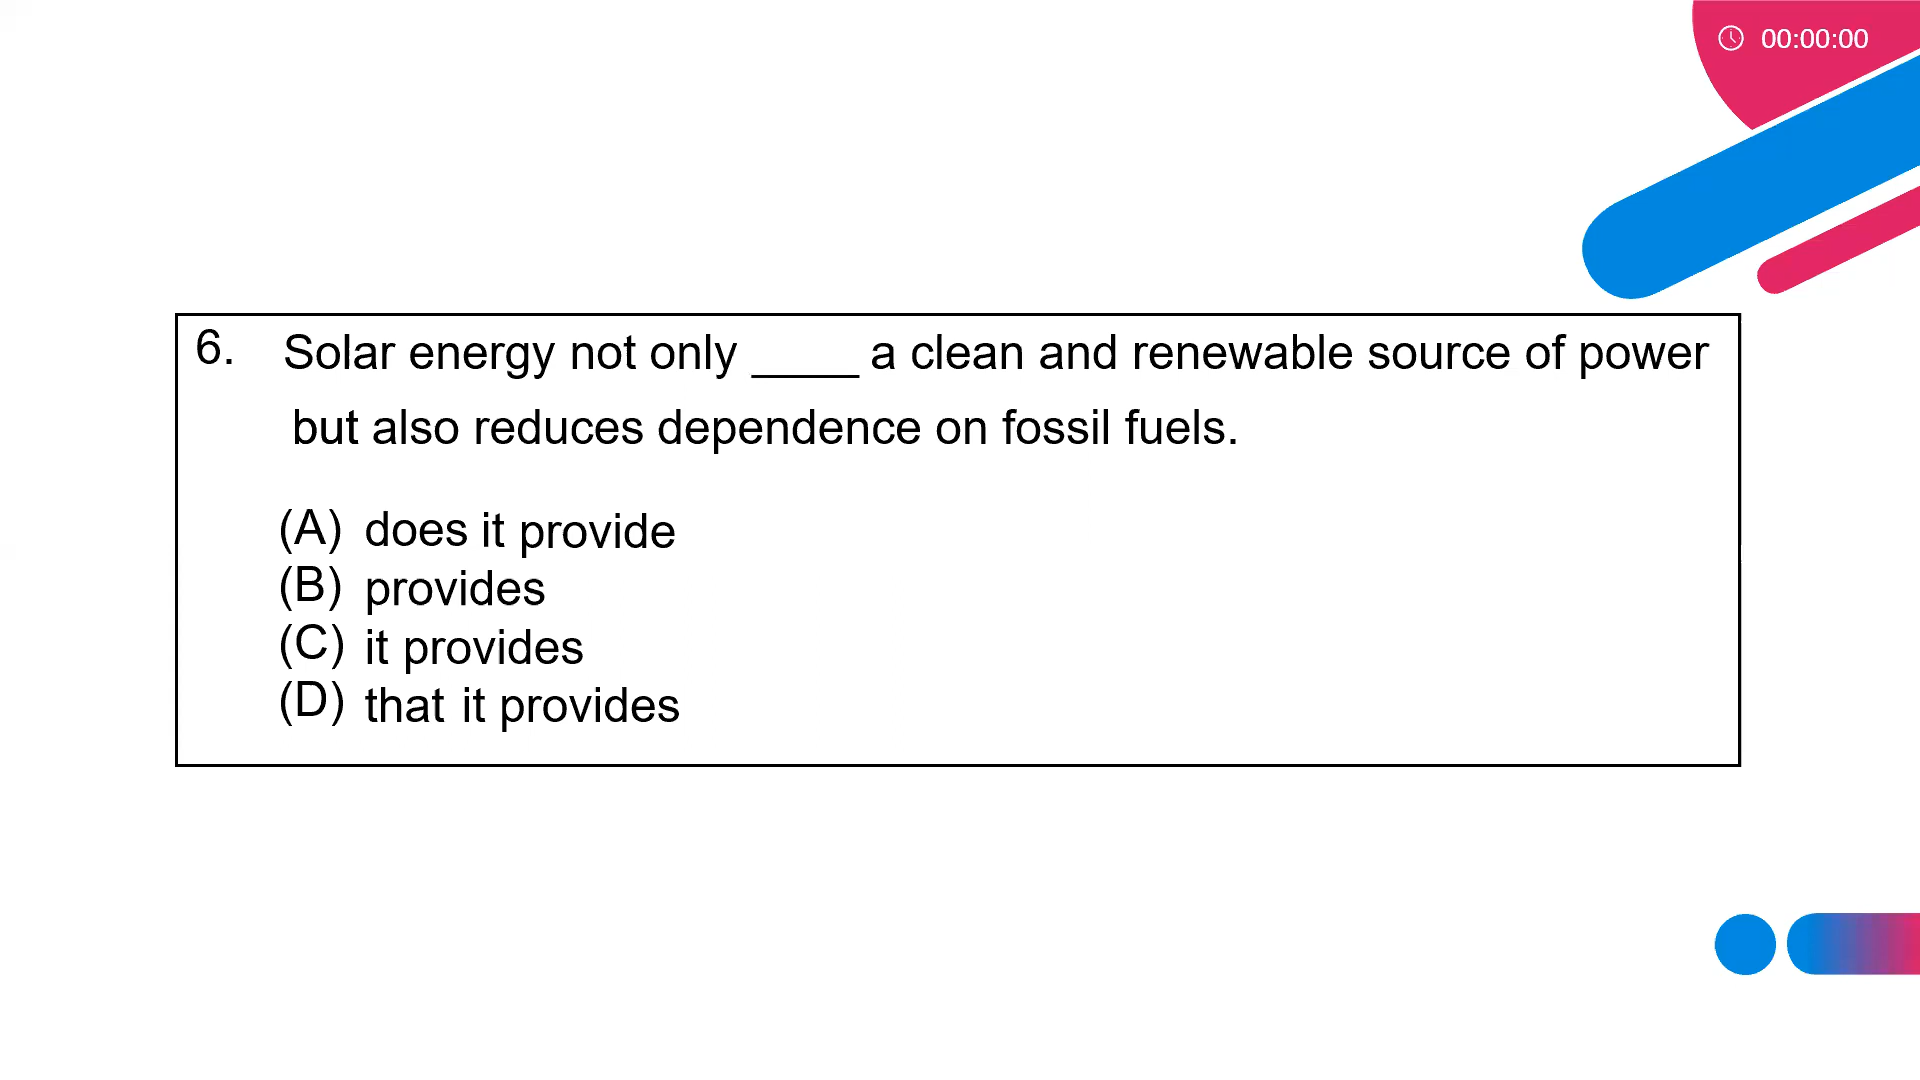 00:00:00
6. Solar energy not only ____ a clean and renewable source of power
but also reduces dependence on fossil fuels.
(A) does it provide
(B) provides
(C) it provides
(D) that it provides